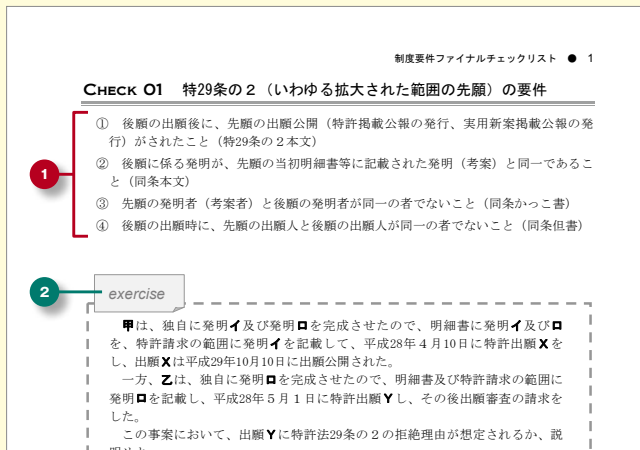 制度要件ファイナルチェックリスト ● 1
CHECK 01 特29条の2（いわゆる拡大された範囲の先願）の要件
① 後願の出願後に、先願の出願公開（特許掲載公報の発行、実用新案掲載公報の発
行）がされたこと（特29条の2本文）
② 後願に係る発明が、先願の当初明細書等に記載された発明（考案）と同一であるこ
と（同条本文）
③ 先願の発明者（考案者）と後願の発明者が同一の者でないこと（同条かっこ書）
④ 後願の出願時に、先願の出願人と後願の出願人が同一の者でないこと（同条但書）
1
2
exercise
甲は、独自に発明イ及び発明ロを完成させたので、明細書に発明イ及びロ
を、特許請求の範囲に発明イを記載して、平成28年4月10日に特許出願Xを
し、出願Xは平成29年10月10日に出願公開された。
一方、乙は、独自に発明ロを完成させたので、明細書及び特許請求の範囲に
発明ロを記載し、平成28年5月1日に特許出願Yし、その後出願審査の請求を
した。
この事案において、出願Yに特許法29条の2の拒絶理由が想定されるか、説